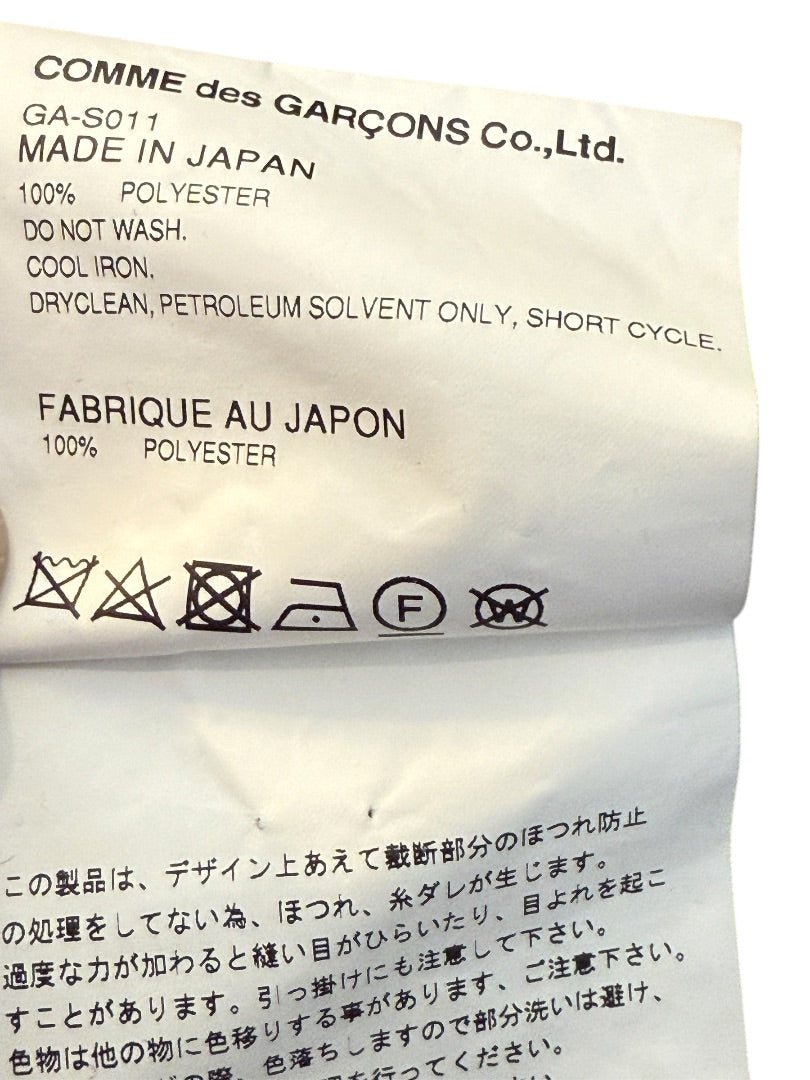 COMME des GARÇONS Co.,Ltd.
GA-S011
MADE IN JAPAN
100% POLYESTER
DO NOT WASH.
COOL IRON.
DRYCLEAN, PETROLEUM SOLVENT ONLY, SHORT CYCLE.
FABRIQUE AU JAPON
100% POLYESTER
F W
この製品は、デザイン上あえて裁断部分のほつれ防止
の処理をしてない為、ほつれ、糸ダレが生じます。
過度な力が加わると縫い目がひらいたり、目よれを起こ
すことがあります。引っ掛けにも注意して下さい。
色物は他の物に色移りする事があります、ご注意下さい。
の際、色落ちしますので部分洗いは避け、
を行ってください。